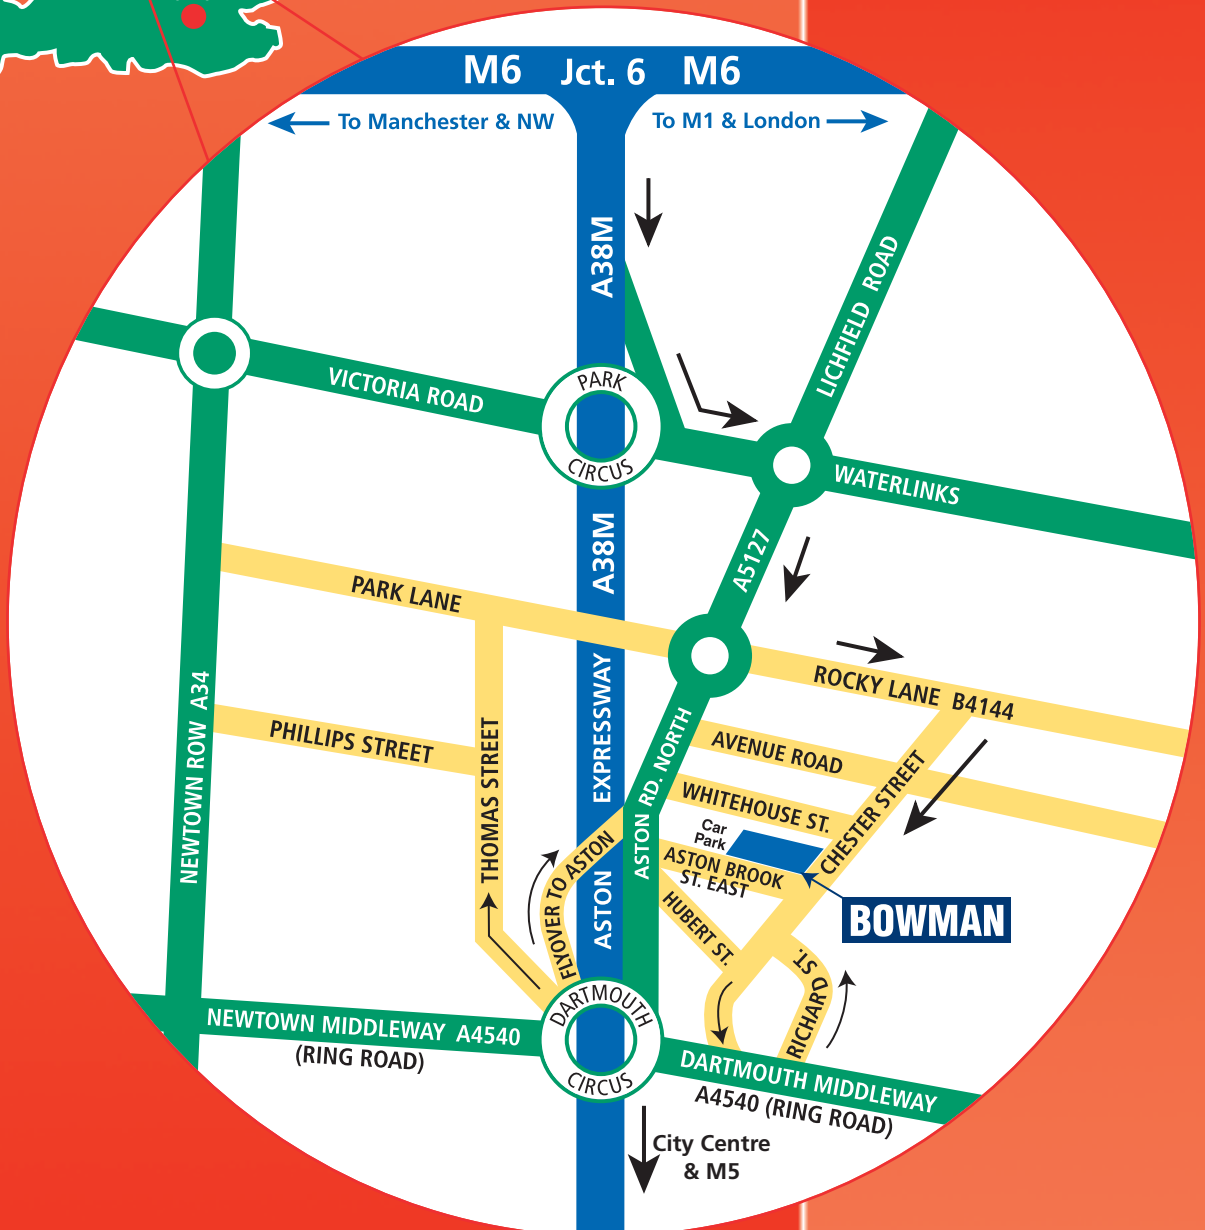 M6 Jct. 6 M6
To Manchester & NW
To M1 & London
A38M
LICHFIELD ROAD
VICTORIA ROAD
PARK
CIRCUS
WATERLINKS
A38M
A5127
PARK LANE
ROCKY LANE B4144
NEWTOWN ROW A34
PHILLIPS STREET
THOMAS STREET
ASTON EXPRESSWAY
ASTON RD. NORTH
AVENUE ROAD
WHITEHOUSE ST.
CHESTER STREET
Car
Park
ASTON BROOK
ST. EAST
FLYOVER TO ASTON
HUBERT ST.
BOWMAN
RICHARD ST.
DARTMOUTH
CIRCUS
NEWTOWN MIDDLEWAY A4540
(RING ROAD)
DARTMOUTH MIDDLEWAY
A4540 (RING ROAD)
City Centre
& M5